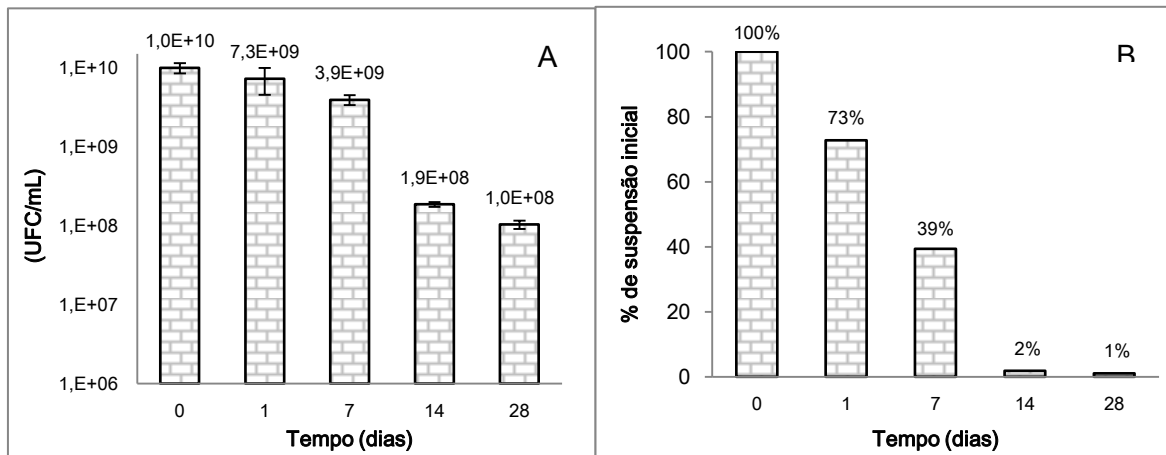 A
1,0E+10
7,3E+09
3,9E+09
1,9E+08
1,0E+08
1,E+10
1,E+09
1,E+08
1,E+07
1,E+06
(UFC/mL)
0 1 7 14 28
Tempo (dias)
B
100%
73%
39%
2%
1%
100
80
60
40
20
0
% de suspensão inicial
0 1 7 14 28
Tempo (dias)